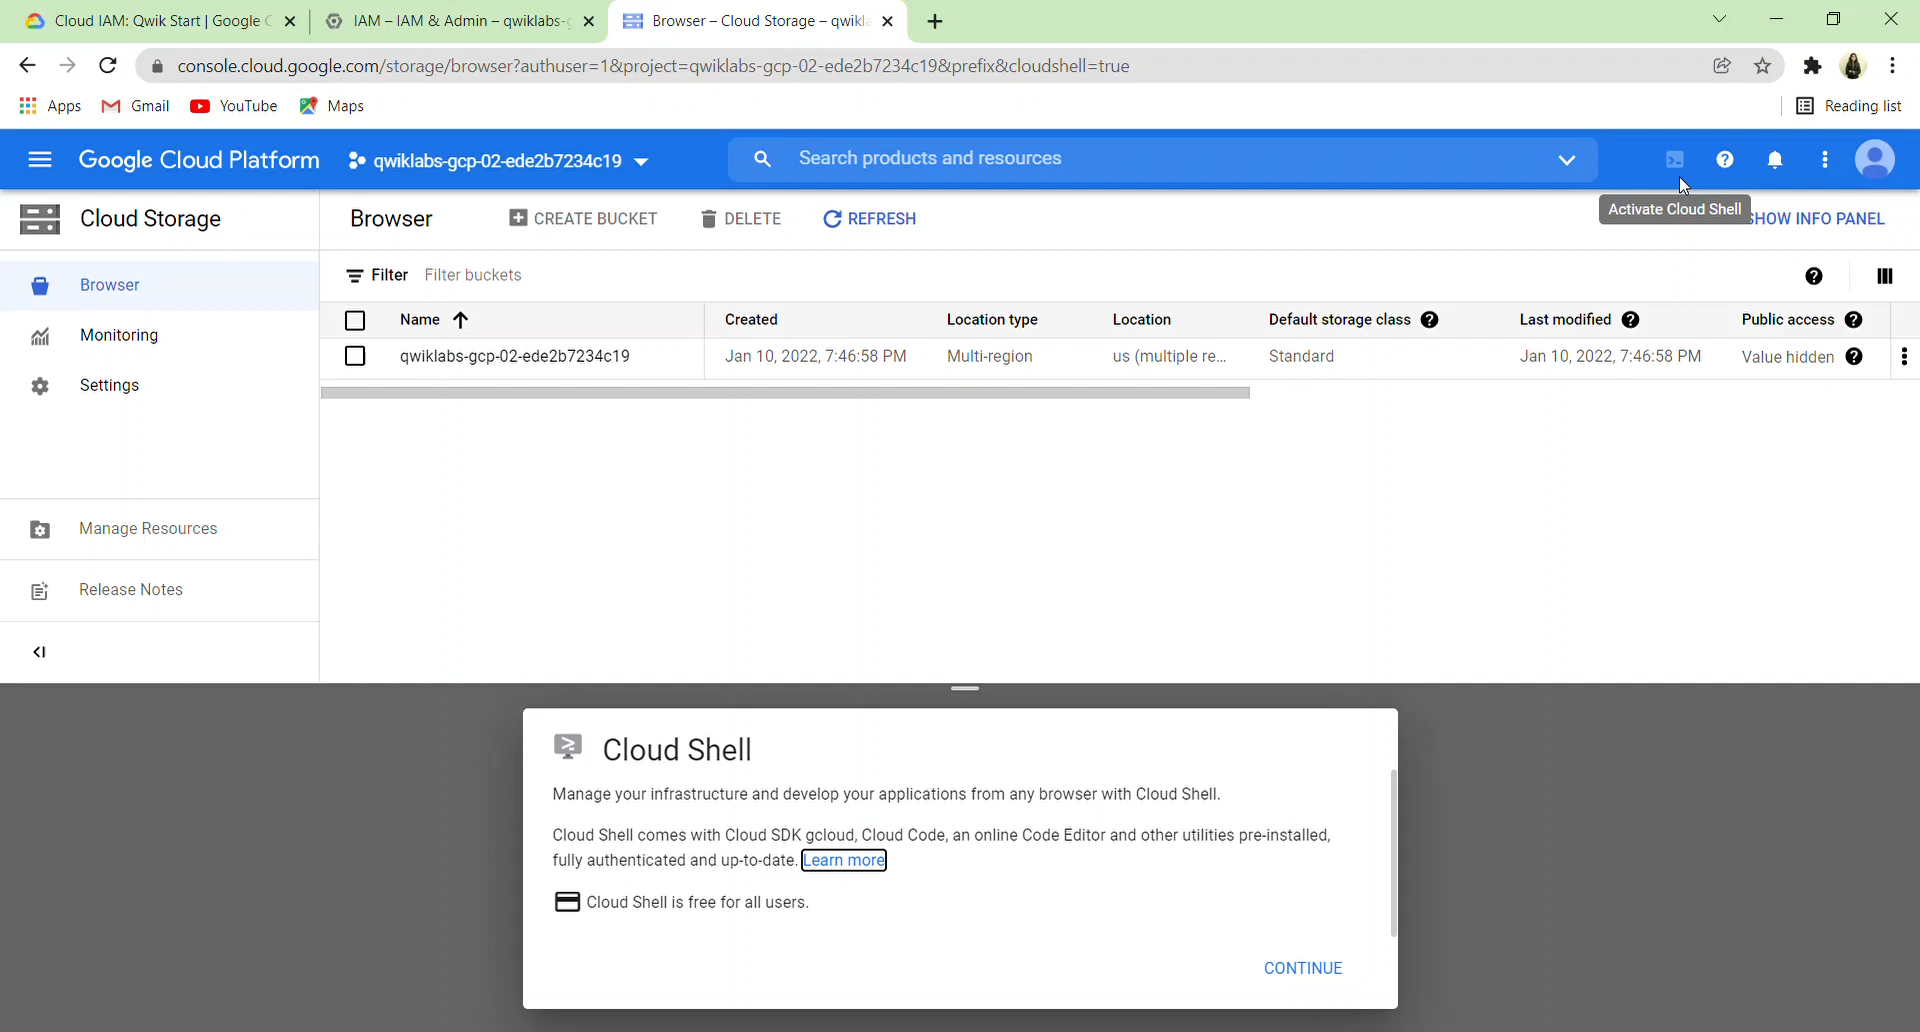 Cloud IAM: Qwik Start | Google C
IAM – IAM & Admin – qwiklabs-g
Browser – Cloud Storage – qwikla
console.cloud.google.com/storage/browser?authuser=1&project=qwiklabs-gcp-02-ede2b7234c19&prefix&cloudshell=true
Apps Gmail YouTube Maps Reading list
Google Cloud Platform qwiklabs-gcp-02-ede2b7234c19 Search products and resources
Activate Cloud Shell
Cloud Storage Browser CREATE BUCKET DELETE REFRESH SHOW INFO PANEL
Browser
Monitoring
Settings
Manage Resources
Release Notes
Filter Filter buckets
Name Created Location type Location Default storage class Last modified Public access
qwiklabs-gcp-02-ede2b7234c19 Jan 10, 2022, 7:46:58 PM Multi-region us (multiple re... Standard Jan 10, 2022, 7:46:58 PM Value hidden
Cloud Shell
Manage your infrastructure and develop your applications from any browser with Cloud Shell.
Cloud Shell comes with Cloud SDK gcloud, Cloud Code, an online Code Editor and other utilities pre-installed,
fully authenticated and up-to-date. Learn more
Cloud Shell is free for all users.
CONTINUE